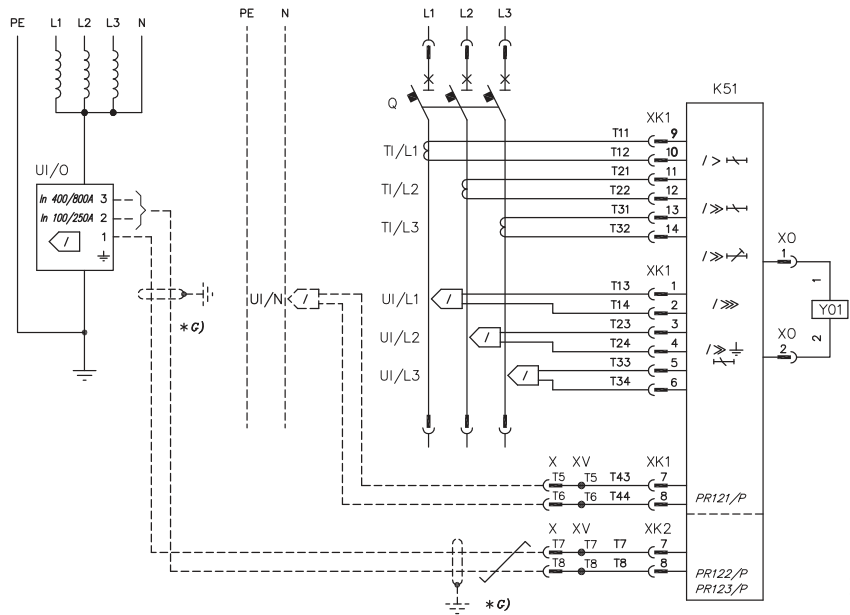 PE L1 L2 L3 N
PE N
L1 L2 L3
K51
Q
XK1
T11 9
TI/L1 T12 10
T21 11
TI/L2 T22 12
T31 13
TI/L3 T32 14
UI/O
In 400/800A 3
In 100/250A 2
/ 1
/>
/≫
/≫
/⋙
/≫
XO
1
1
Y01
2
XO
2
XK1
UI/N /
T13 1
UI/L1 / T14 2
T23 3
UI/L2 / T24 4
T33 5
UI/L3 / T34 6
*G)
X XV XK1
T5 T5 T43 7
T6 T6 T44 8
PR121/P
X XV XK2
T7 T7 T7 7
T8 T8 T8 8
PR122/P
PR123/P
*G)